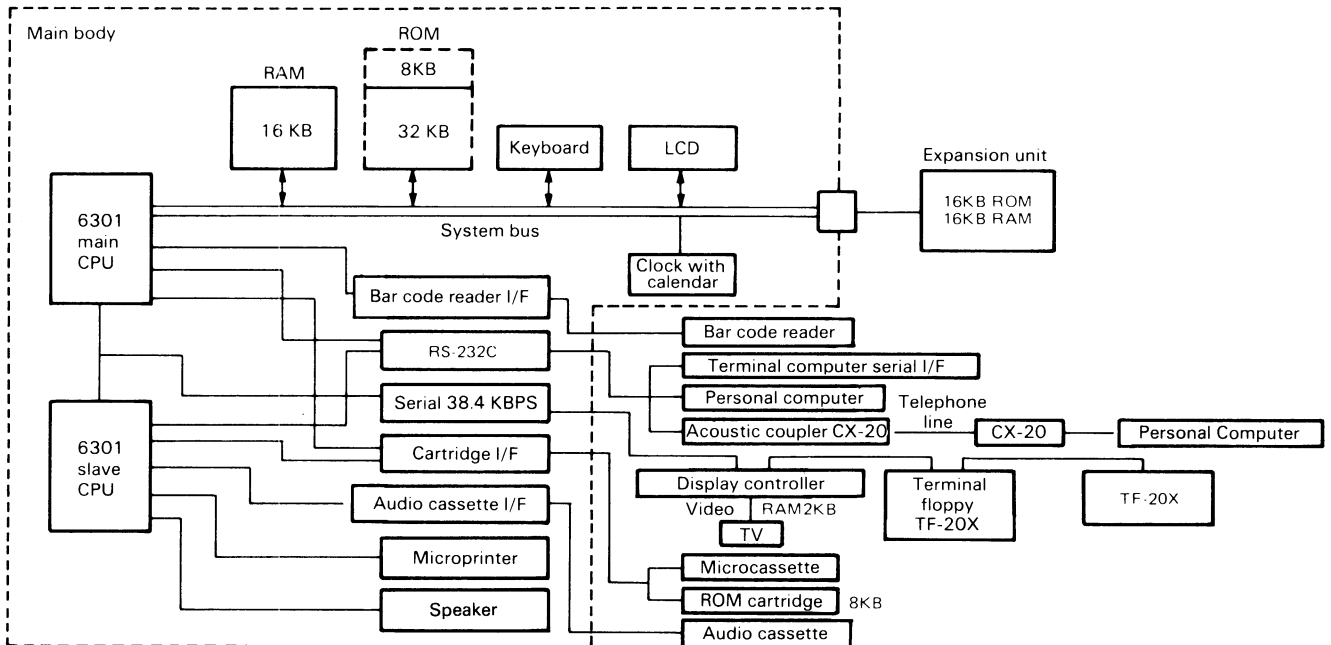 Main body
ROM
8KB
RAM
16 KB
32 KB
Keyboard
LCD
Expansion unit
16KB ROM
16KB RAM
6301
main
CPU
System bus
Clock with
calendar
Bar code reader I/F
Bar code reader
RS-232C
Terminal computer serial I/F
Serial 38.4 KBPS
Personal computer
Telephone
line
Acoustic coupler CX-20
CX-20
Personal Computer
6301
slave
CPU
Cartridge I/F
Display controller
Terminal
floppy
TF-20X
TF-20X
Audio cassette I/F
Video
RAM2KB
TV
Microprinter
Microcassette
Speaker
ROM cartridge
8KB
Audio cassette